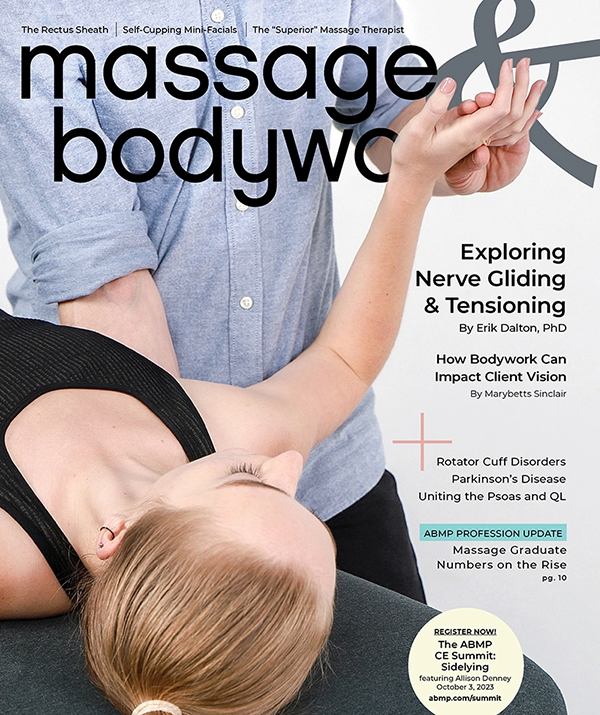 The Rectus Sheath | Self-Cupping Mini-Facials | The “Superior” Massage Therapist
massage &
bodywo
Exploring
Nerve Gliding
& Tensioning
By Erik Dalton, PhD
How Bodywork Can
Impact Client Vision
By Marybetts Sinclair
Rotator Cuff Disorders
Parkinson’s Disease
Uniting the Psoas and QL
ABMP PROFESSION UPDATE
Massage Graduate
Numbers on the Rise
pg. 10
REGISTER NOW!
The ABMP
CE Summit:
Sidelying
featuring Allison Denney
October 3, 2023
abmp.com/summit